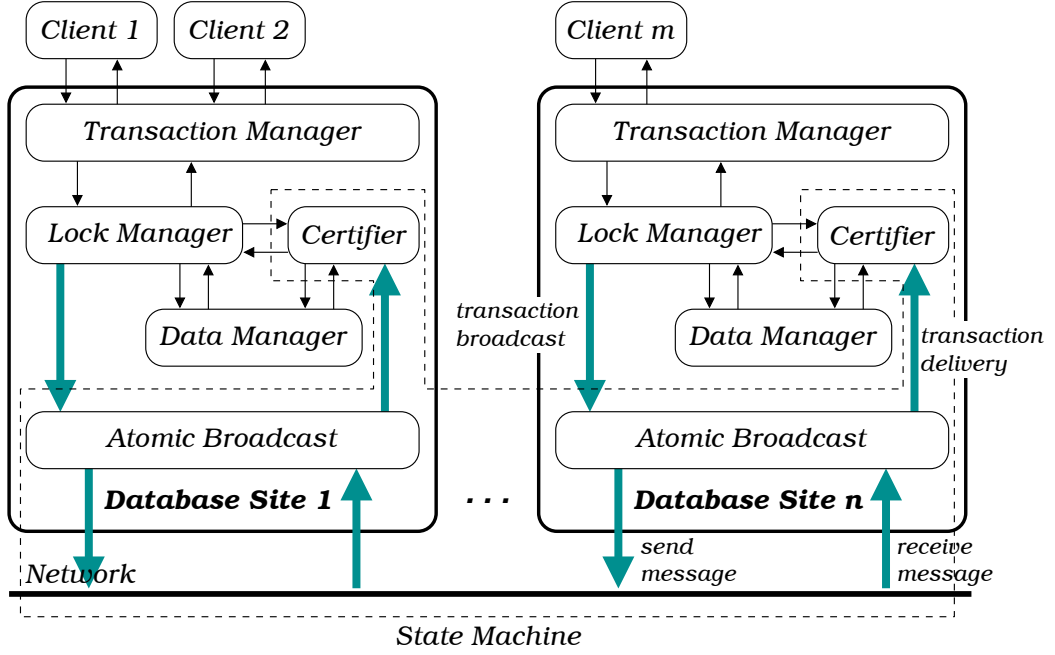 Client 1
Client 2
Client m
Transaction Manager
Transaction Manager
Lock Manager
Certifier
Lock Manager
Certifier
transaction
broadcast
Data Manager
Data Manager
transaction
delivery
Atomic Broadcast
Atomic Broadcast
Database Site 1
. . .
Database Site n
send
message
receive
message
Network
State Machine